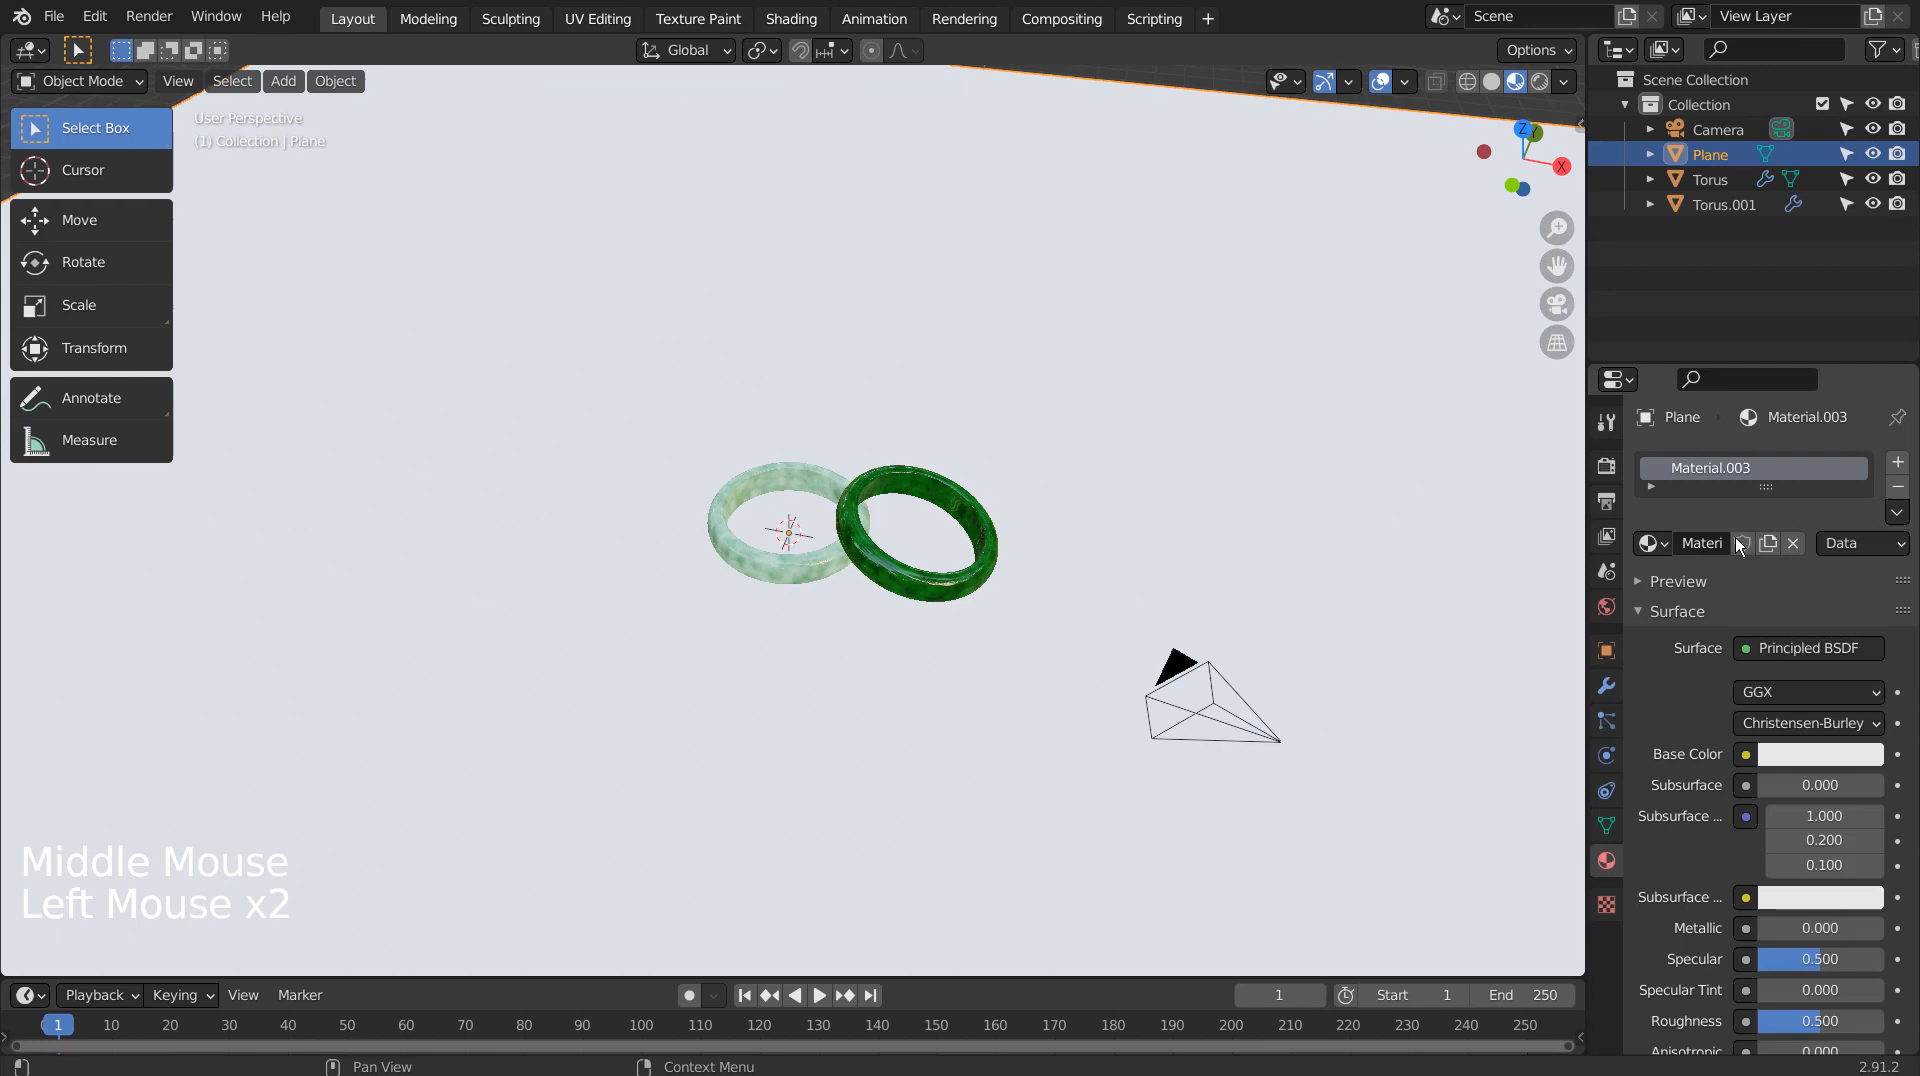 File Edit Render Window Help Layout Modeling Sculpting UV Editing Texture Paint Shading Animation Rendering Compositing Scripting + Scene View Layer
Global Options
Object Mode View Select Add Object
User Perspective
(1) Collection | Plane
Select Box
Cursor
Move
Rotate
Scale
Transform
Annotate
Measure
Z
Y
X
Scene Collection
Collection
Camera
Plane
Torus
Torus.001
Plane Material.003
Material.003
Materi Data
Preview
Surface
Surface Principled BSDF
GGX
Christensen-Burley
Base Color
Subsurface 0.000
Subsurface ... 1.000
0.200
0.100
Subsurface ...
Metallic 0.000
Specular 0.500
Specular Tint 0.000
Roughness 0.500
Anisotropic 0.000
Middle Mouse
Left Mouse x2
Playback Keying View Marker 1 Start 1 End 250
1 10 20 30 40 50 60 70 80 90 100 110 120 130 140 150 160 170 180 190 200 210 220 230 240 250
Pan View Context Menu 2.91.2